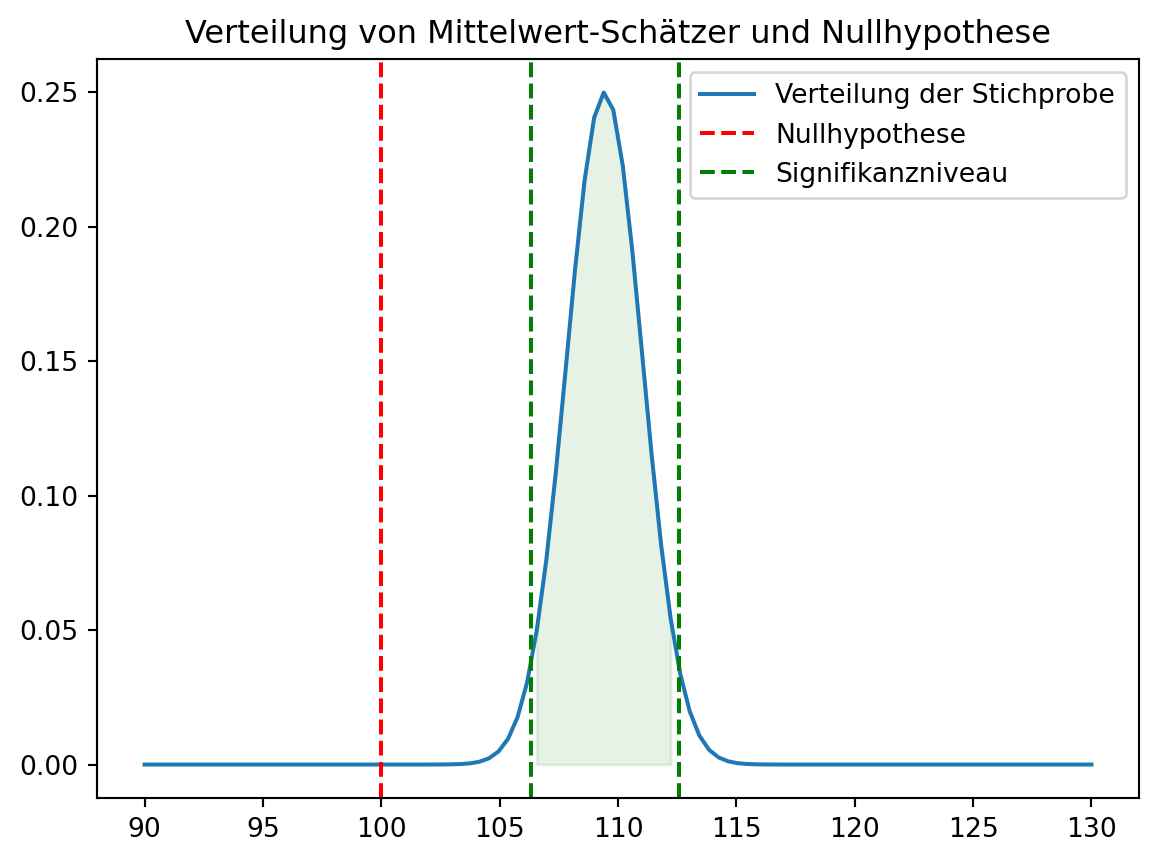 Verteilung von Mittelwert-Schätzer und Nullhypothese
Verteilung der Stichprobe
Nullhypothese
Signifikanzniveau
0.25
0.20
0.15
0.10
0.05
0.00
90 95 100 105 110 115 120 125 130